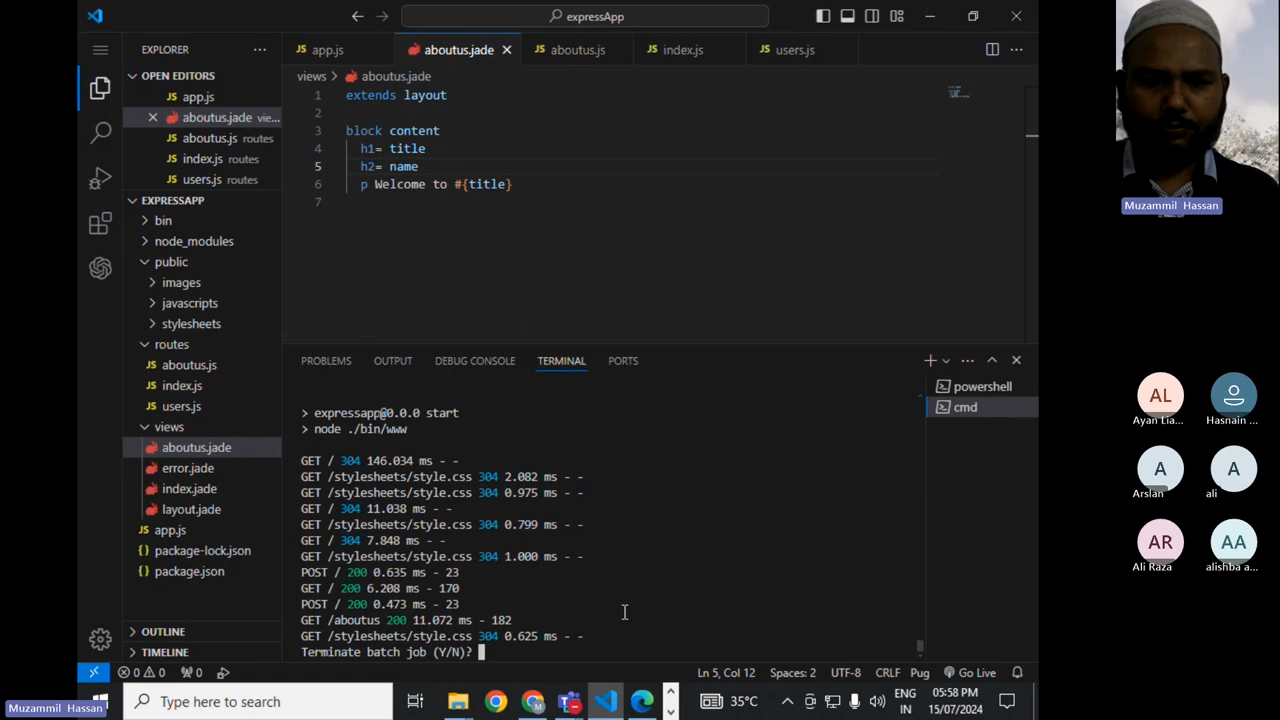 expressApp
EXPLORER
app.js
aboutus.jade
aboutus.js
index.js
users.js
OPEN EDITORS
app.js
aboutus.jade vie...
aboutus.js routes
index.js routes
users.js routes
EXPRESSAPP
bin
node_modules
public
images
javascripts
stylesheets
routes
aboutus.js
index.js
users.js
views
aboutus.jade
error.jade
index.jade
layout.jade
app.js
package-lock.json
package.json
OUTLINE
TIMELINE
views > aboutus.jade
1 extends layout
2
3 block content
4 h1= title
5 h2= name
6 p Welcome to #{title}
7
PROBLEMS OUTPUT DEBUG CONSOLE TERMINAL PORTS
powershell
cmd
> expressapp@0.0.0 start
> node ./bin/www
GET / 304 146.034 ms - -
GET /stylesheets/style.css 304 2.082 ms - -
GET /stylesheets/style.css 304 0.975 ms - -
GET / 304 11.038 ms - -
GET /stylesheets/style.css 304 0.799 ms - -
GET / 304 7.848 ms - -
GET /stylesheets/style.css 304 1.000 ms - -
POST / 200 0.635 ms - 23
GET / 200 6.208 ms - 170
POST / 200 0.473 ms - 23
GET /aboutus 200 11.072 ms - 182
GET /stylesheets/style.css 304 0.625 ms - -
Terminate batch job (Y/N)?
0 0 0 Ln 5, Col 12 Spaces: 2 UTF-8 CRLF Pug Go Live
Type here to search
35°C
ENG
IN
05:58 PM
15/07/2024
Muzammil Hassan
Muzammil Hassan
AL
Ayan Lia...
Hasnain ...
A
Arslan
A
ali
AR
Ali Raza
AA
alishba a...